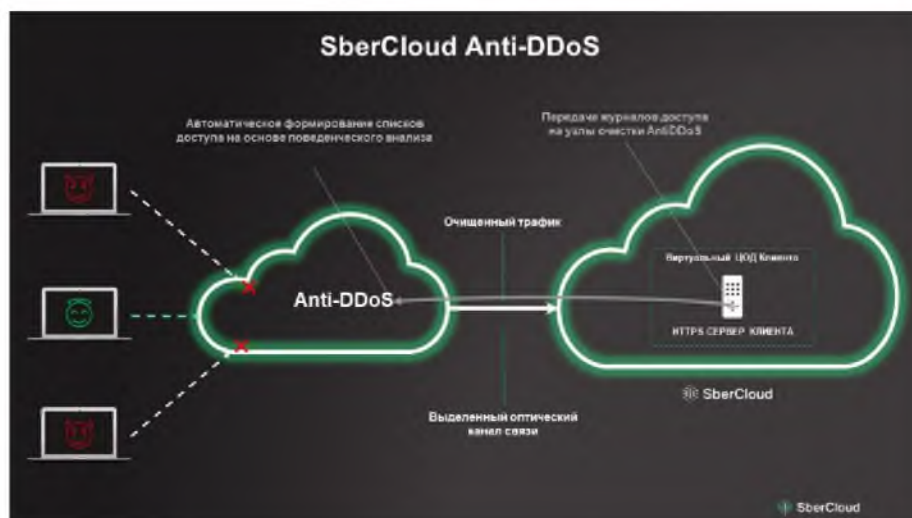 SberCloud Anti-DDoS
Автоматическое формирование списков
доступа на основе поведенческого анализа
Передача журналов доступа
на узлы очистки AntiDDoS
Очищенный трафик
Виртуальный ЦОД Клиента
Anti-DDoS
HTTPS СЕРВЕР КЛИЕНТА
SberCloud
Выделенный оптический
канал связи
SberCloud